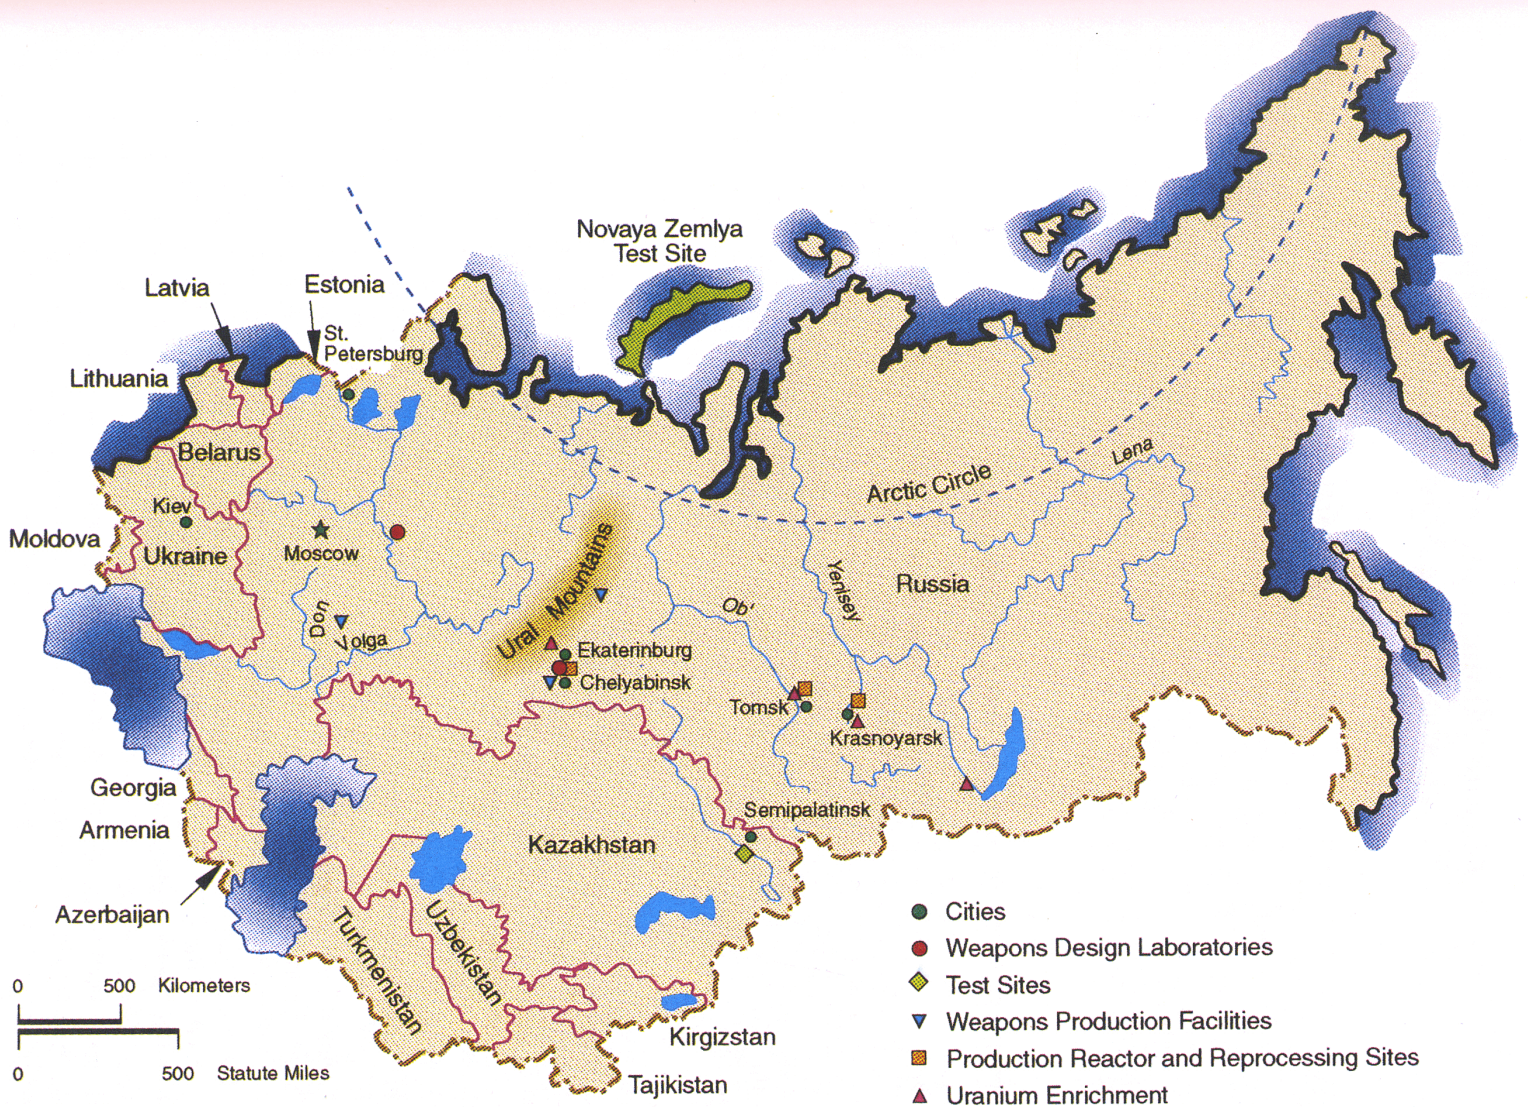 Novaya Zemlya
Test Site
Latvia
Estonia
St.
Petersburg
Lithuania
Belarus
Kiev
Moldova
Ukraine
Moscow
Arctic Circle
Lena
Ural Mountains
Yenisey
Russia
Ob'
Don
Volga
Ekaterinburg
Chelyabinsk
Tomsk
Krasnoyarsk
Georgia
Armenia
Azerbaijan
Semipalatinsk
Kazakhstan
Turkmenistan
Uzbekistan
Kirgizstan
Tajikistan
0 500 Kilometers
0 500 Statute Miles
Cities
Weapons Design Laboratories
Test Sites
Weapons Production Facilities
Production Reactor and Reprocessing Sites
Uranium Enrichment